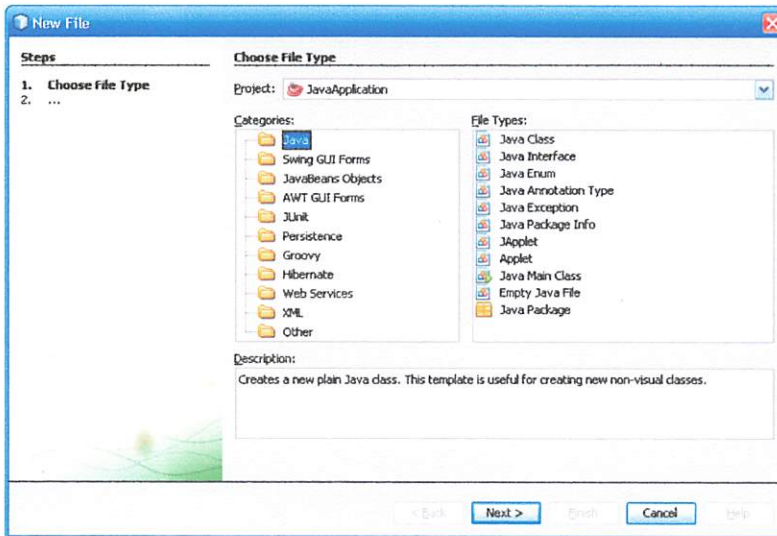 New File
Steps
1. Choose File Type
2. ...
Choose File Type
Project: JavaApplication
Categories:
Java
Swing GUI Forms
JavaBeans Objects
AWT GUI Forms
JUnit
Persistence
Groovy
Hibernate
Web Services
XML
Other
File Types:
Java Class
Java Interface
Java Enum
Java Annotation Type
Java Exception
Java Package Info
JApplet
Applet
Java Main Class
Empty Java File
Java Package
Description:
Creates a new plain Java class. This template is useful for creating new non-visual classes.
< Back Next > Finish Cancel Help